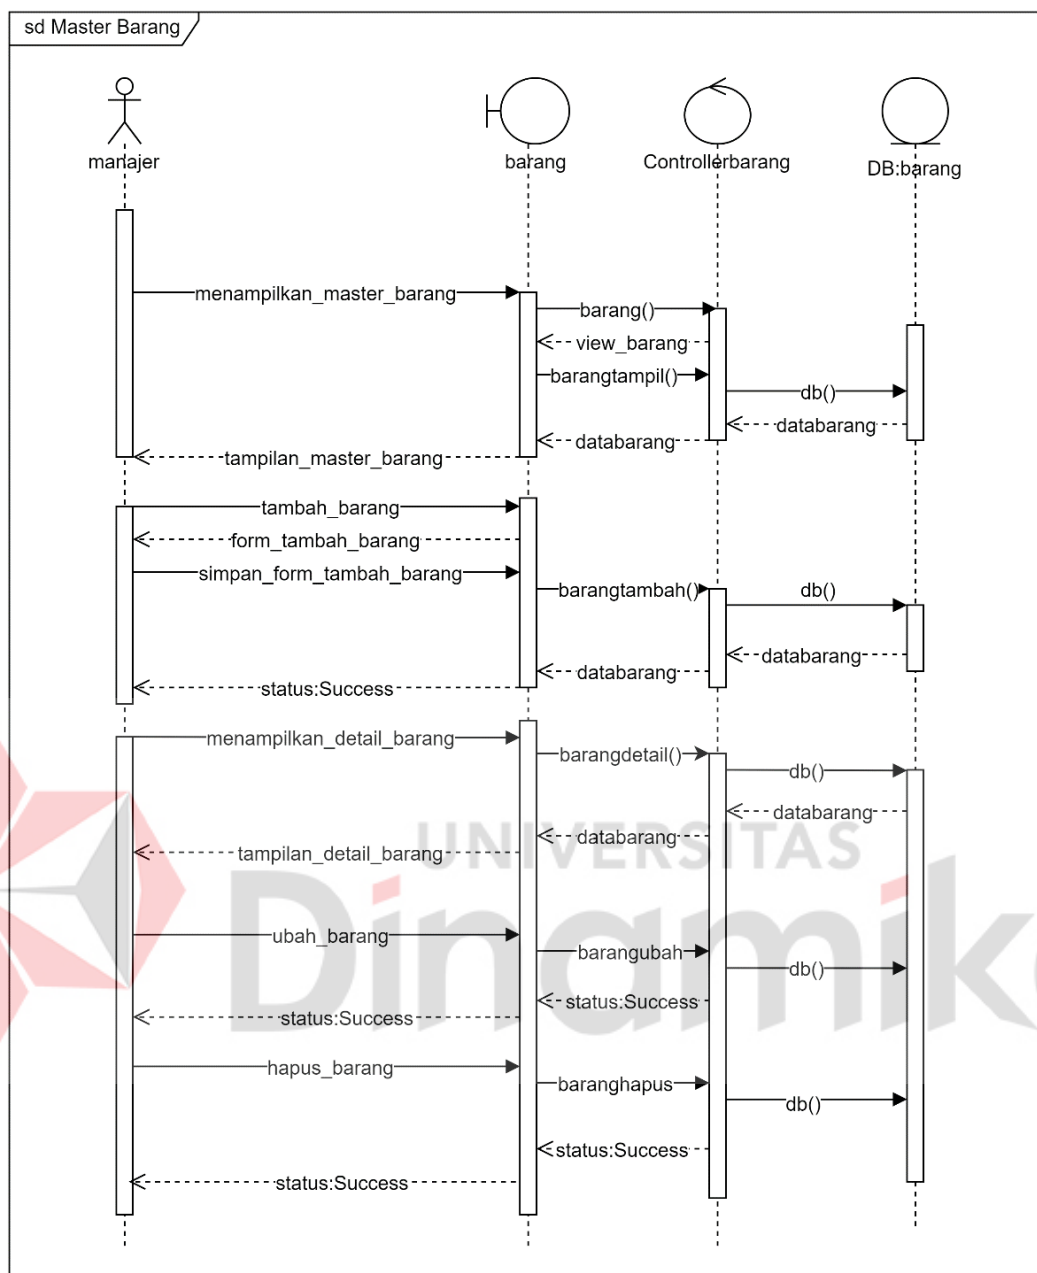 sd Master Barang
manajer
barang
Controllerbarang
DB:barang
menampilkan_master_barang
barang()
view_barang
barangtampil()
db()
databarang
databarang
tampilan_master_barang
tambah_barang
form_tambah_barang
simpan_form_tambah_barang
barangtambah()
db()
databarang
databarang
status:Success
menampilkan_detail_barang
barangdetail()
db()
databarang
databarang
tampilan_detail_barang
UNIVERSITAS
Dinamika
ubah_barang
barangubah
db()
status:Success
status:Success
hapus_barang
baranghapus
db()
status:Success
status:Success